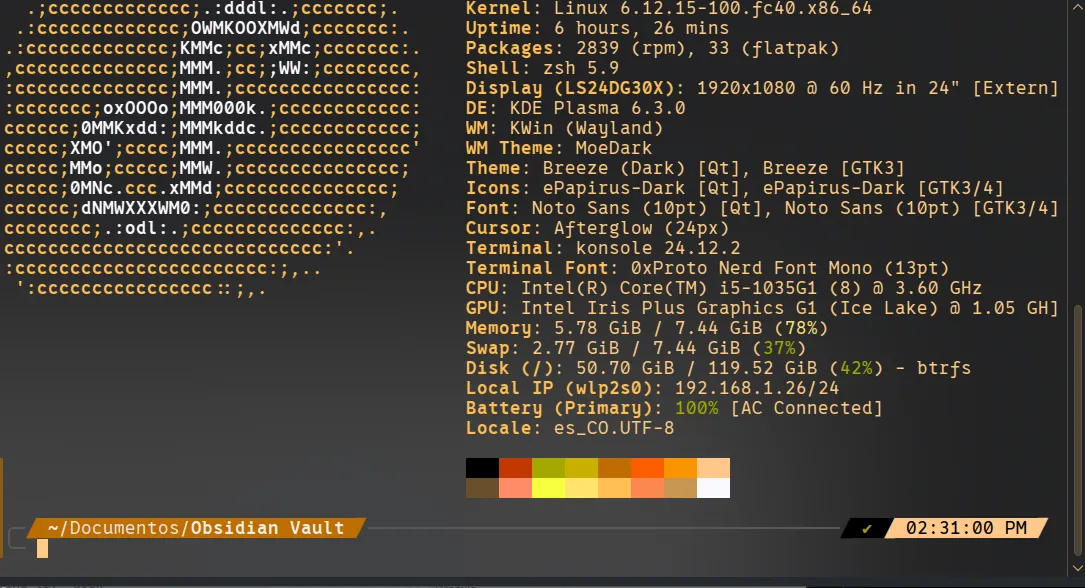 .;cccccccccccc;.:dddl:.;ccccccc;. Kernel: Linux 6.12.15-100.fc40.x86_64
.:ccccccccccccc;OWMKOOXMWd;ccccccc:. Uptime: 6 hours, 26 mins
.:ccccccccccccc;KMMc;cc;xMMc;ccccccc:. Packages: 2839 (rpm), 33 (flatpak)
,cccccccccccccc;MMM.;cc;;WW:;cccccccc, Shell: zsh 5.9
:cccccccccccccc;MMM.;cccccccccccccccc: Display (LS24DG30X): 1920x1080 @ 60 Hz in 24" [Extern]
:ccccccc;oxOOOo;MMM000k.;cccccccccccc: DE: KDE Plasma 6.3.0
cccccc;0MMKxdd:;MMMkddc.;cccccccccccc; WM: KWin (Wayland)
ccccc;XMO';cccc;MMM.;cccccccccccccccc' WM Theme: MoeDark
ccccc;MMo;ccccc;MMW.;ccccccccccccccc; Theme: Breeze (Dark) [Qt], Breeze [GTK3]
ccccc;0MNc.ccc.xMMd;ccccccccccccccc; Icons: ePapirus-Dark [Qt], ePapirus-Dark [GTK3/4]
cccccc;dNMWXXXWM0:;cccccccccccccc:, Font: Noto Sans (10pt) [Qt], Noto Sans (10pt) [GTK3/4]
cccccccc;.:odl:.;cccccccccccccc:,. Cursor: Afterglow (24px)
ccccccccccccccccccccccccccccc:'. Terminal: konsole 24.12.2
:ccccccccccccccccccccccc:;,.. Terminal Font: 0xProto Nerd Font Mono (13pt)
':cccccccccccccccc::;,. CPU: Intel(R) Core(TM) i5-1035G1 (8) @ 3.60 GHz
GPU: Intel Iris Plus Graphics G1 (Ice Lake) @ 1.05 GH]
Memory: 5.78 GiB / 7.44 GiB (78%)
Swap: 2.77 GiB / 7.44 GiB (37%)
Disk (/): 50.70 GiB / 119.52 GiB (42%) - btrfs
Local IP (wlp2s0): 192.168.1.26/24
Battery (Primary): 100% [AC Connected]
Locale: es_CO.UTF-8
~/Documentos/Obsidian Vault ✔ 02:31:00 PM